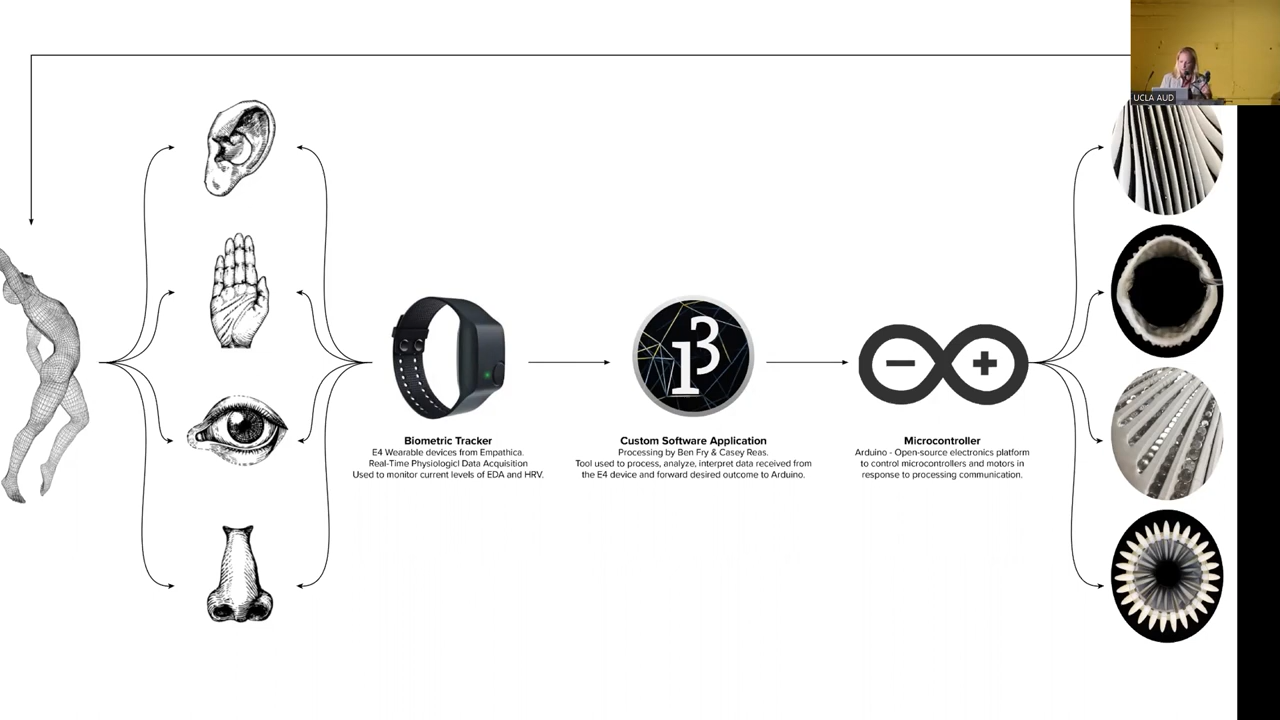 UCLA AUD
13
Biometric Tracker
E4 Wearable devices from Empathica.
Real-Time Physiologicl Data Acquisition
Used to monitor current levels of EDA and HRV.
Custom Software Application
Processing by Ben Fry & Casey Reas.
Tool used to process, analyze, interpret data received from
the E4 device and forward desired outcome to Arduino.
Microcontroller
Arduino - Open-source electronics platform
to control microcontrollers and motors in
response to processing communication.